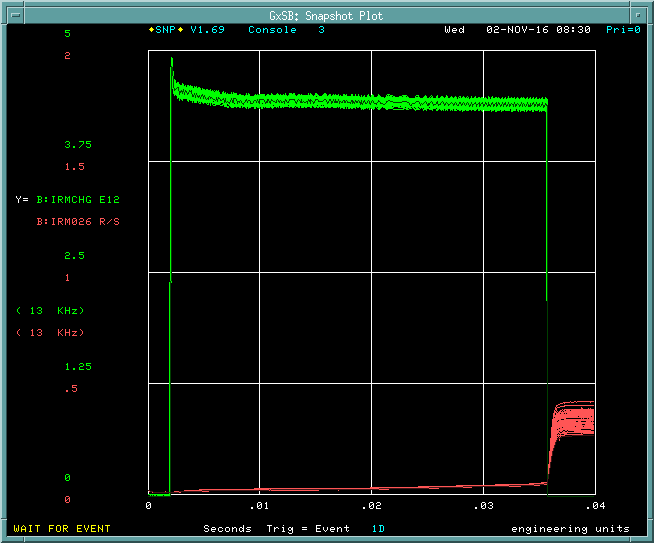 GxSB: Snapshot Plot
5 ◆SNP◆ V1.69 Console 3 Wed 02-NOV-16 08:30 Pri=0
2
3.75
1.5
Y= B:IRMCHG E12
B:IRM026 R/S
2.5
1
( 13 KHz)
( 13 KHz)
1.25
.5
0
0
0 .01 .02 .03 .04
WAIT FOR EVENT Seconds Trig = Event 1D engineering units